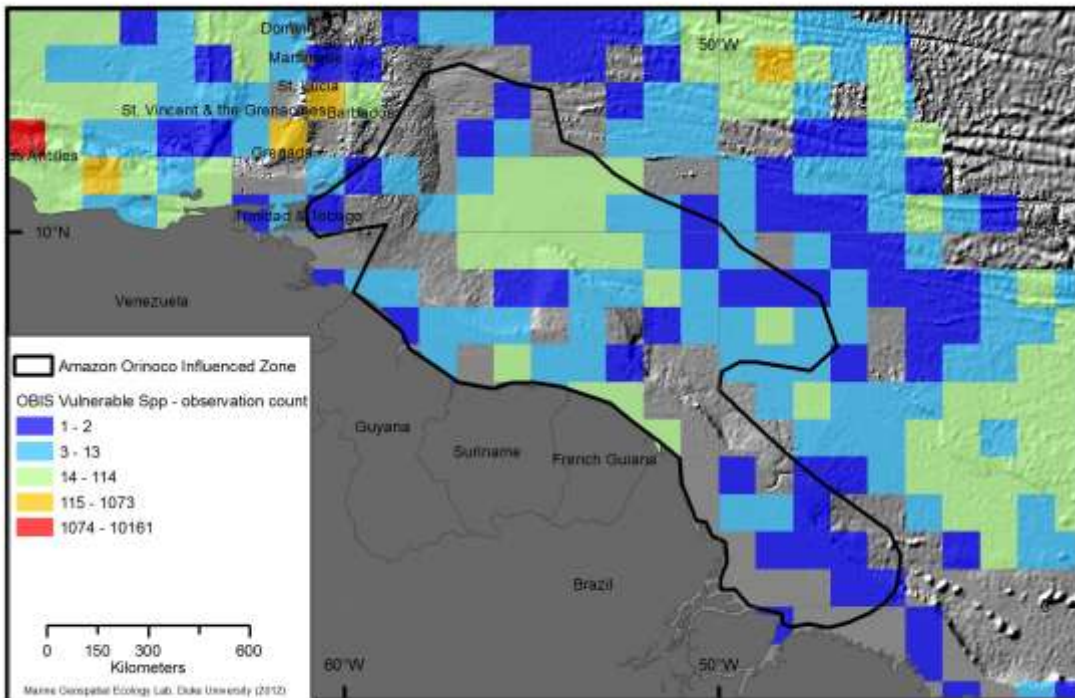 Domini
60°W
50°W
Martinique
St. Lucia
St. Vincent & the Grenadines
Barbados
Grenada
Antilles
Trinidad & Tobago
10°N
Venezuela
Amazon Orinoco Influenced Zone
OBIS Vulnerable Spp - observation count
1 - 2
3 - 13
14 - 114
115 - 1073
1074 - 10161
Guyana
Suriname
French Guiana
Brazil
0 150 300 600
Kilometers
60°W
50°W
Marine Geospatial Ecology Lab, Duke University (2012)